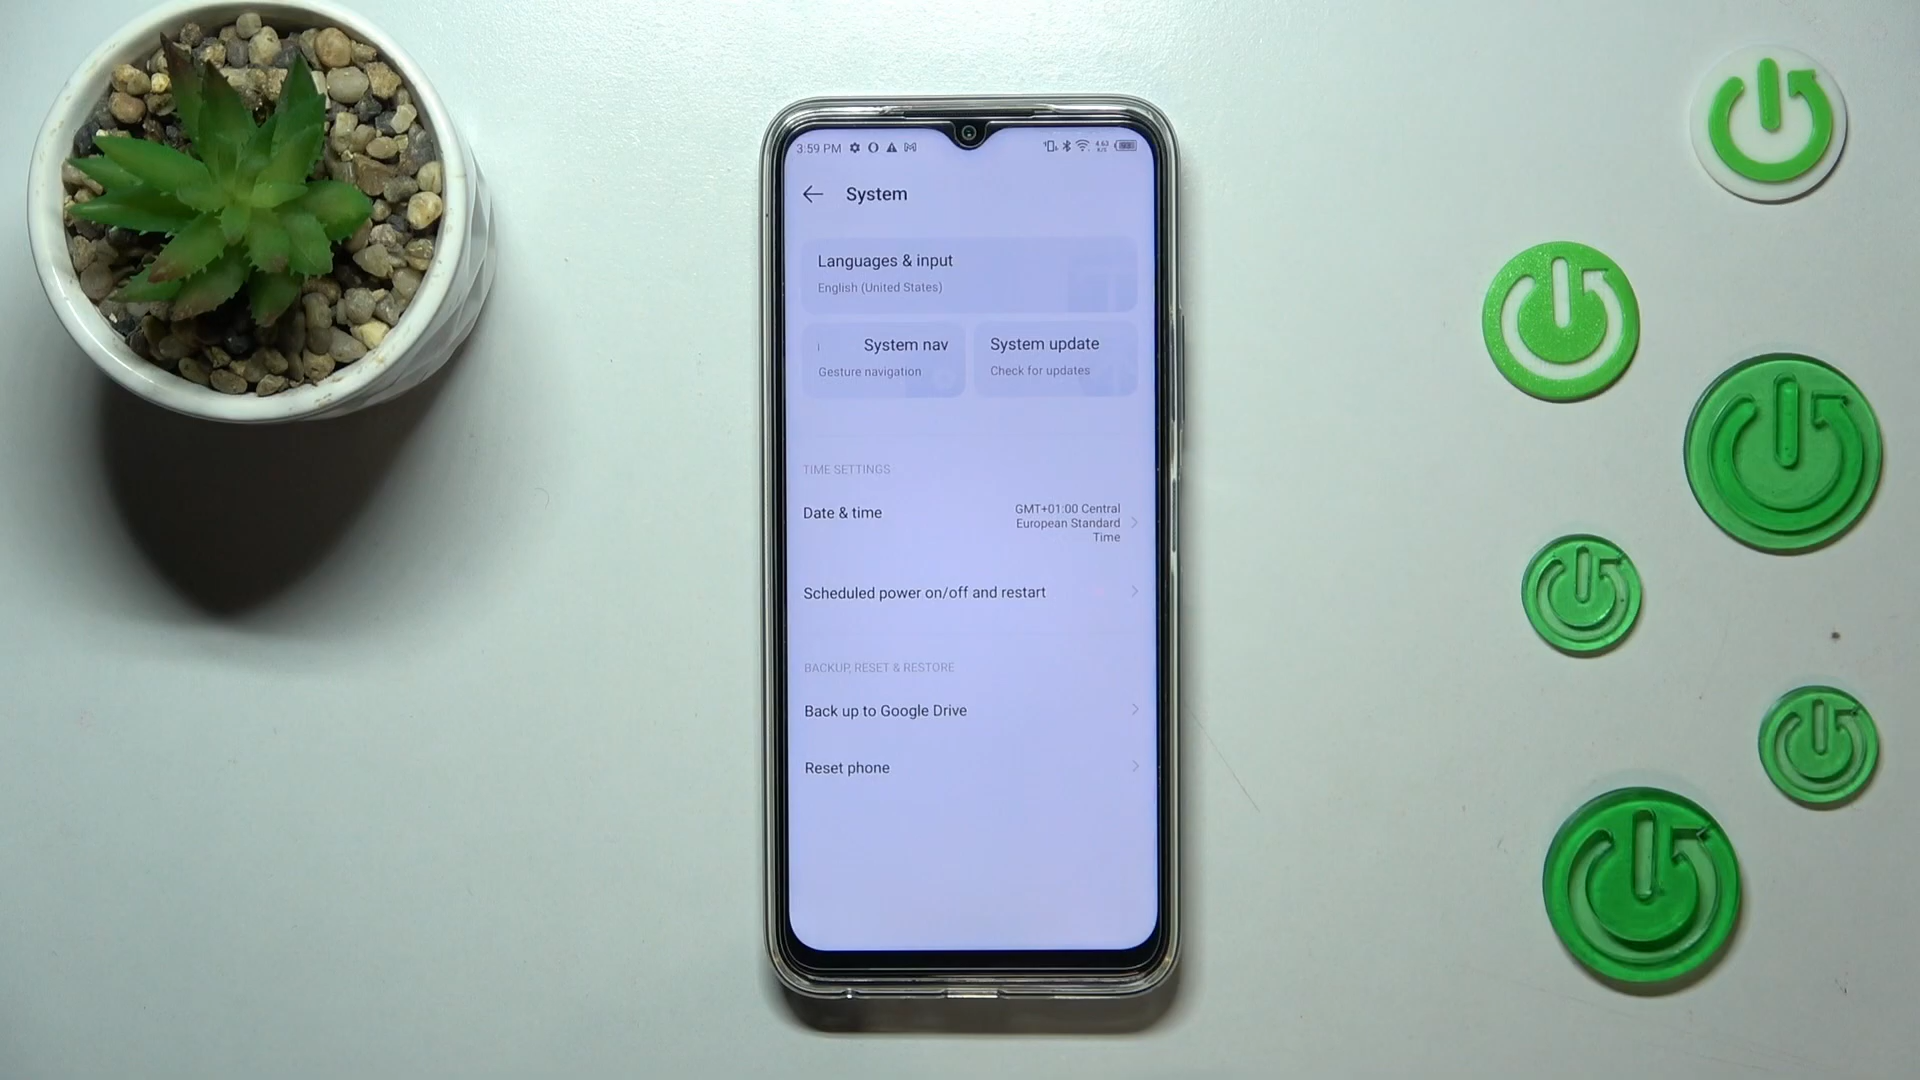 3:59 PM
4.63
K/S
System
Languages & input
English (United States)
System nav
Gesture navigation
System update
Check for updates
TIME SETTINGS
Date & time
GMT+01:00 Central
European Standard
Time
Scheduled power on/off and restart
BACKUP, RESET & RESTORE
Back up to Google Drive
Reset phone